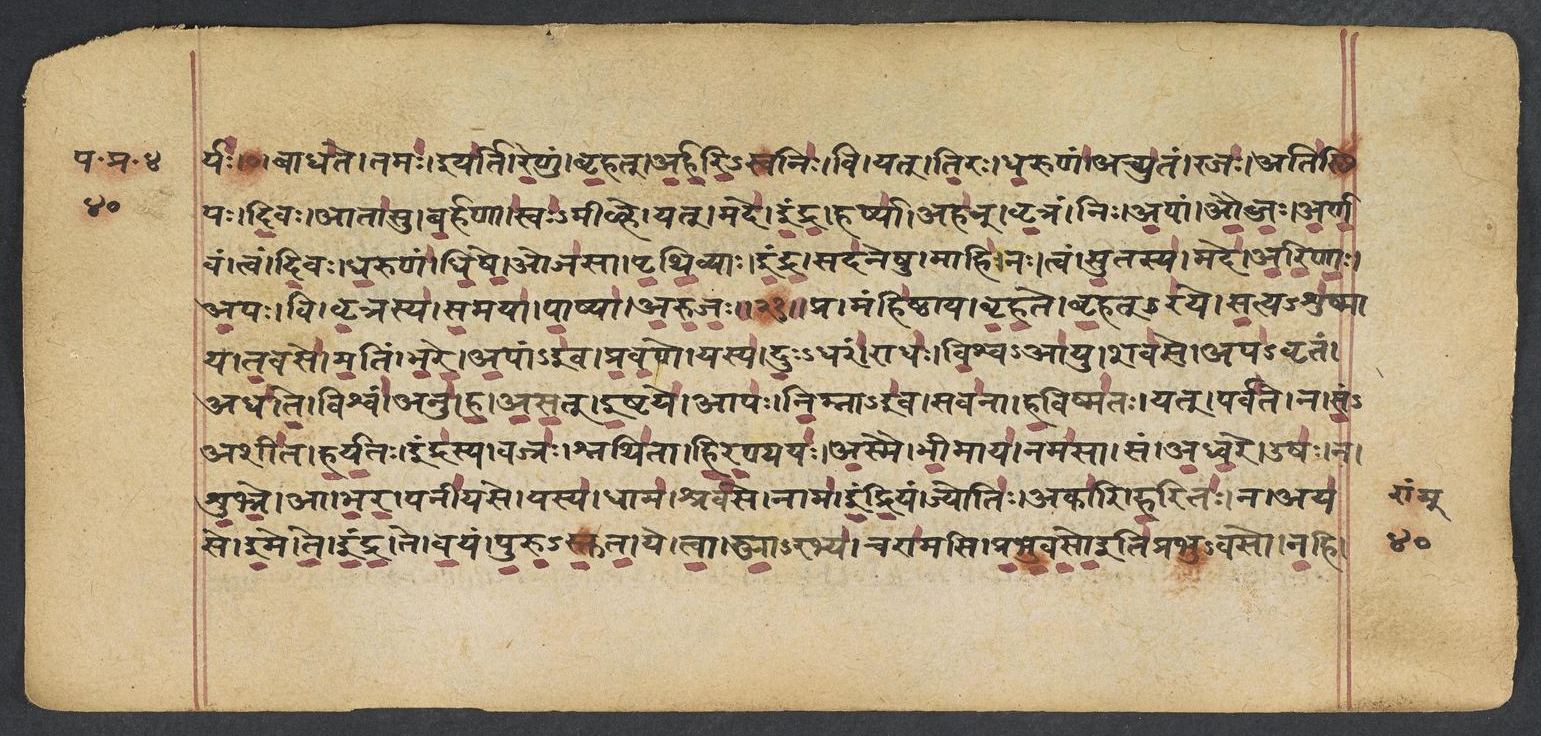 प॰ प्र॰ ४
४०
र्यः।०।बाधते।तमः।इयर्ति।रेणुं।बृहत्।अर्हरिऽस्वनिः।वि।यत्।तिरः।धरुणं।अच्युतं।रजः।अतिस्थि
पः।दिवः।आतासु।बर्हणा।स्वःऽमीळ्हे।यत्।मदे।इंद्र।हर्ष्या।अहन्।वृत्रं।निः।अपां।औब्जः।अर्ण
वं।त्वं।दिवः।धरुणं।धिषे।ओजसा।पृथिव्याः।इंद्र।सदनेषु।माहिनः।त्वं।सुतस्य।मदे।अरिणाः।
अपः।वि।वृत्रस्य।समया।पाष्या।अरुजः॥२१॥प्र।मंहिष्ठाय।बृहते।बृहत्ऽरये।सत्यऽशुष्मा
य।तवसे।मतिं।भरे।अपांऽइव।प्रवणे।यस्य।दुःऽधरं।राधः।विश्वऽआयु।शवसे।अपऽवृतं।
अध।ते।विश्वं।अनु।ह।असत्।इष्टये।आपः।निम्नाऽइव।सवना।हविष्मतः।यत्।पर्वते।न।संऽ
अशीत।हर्यतः।इंद्रस्य।वज्रः।श्नथिता।हिरण्ययः।अस्मै।भीमाय।नमसा।सं।अध्वरे।उषः।न।
शुभ्रे।आ।भर।पनीयसे।यस्य।धाम।श्रवसे।नाम।इंद्रियं।ज्योतिः।अकारि।हरितः।न।अय
से।इमे।ते।इंद्र।ते।वयं।पुरुऽस्तुत।ये।त्वा।आऽरभ्य।चरामसि।प्रभुवसोइतिप्रभुऽवसो।नहि।
रांम्
४०